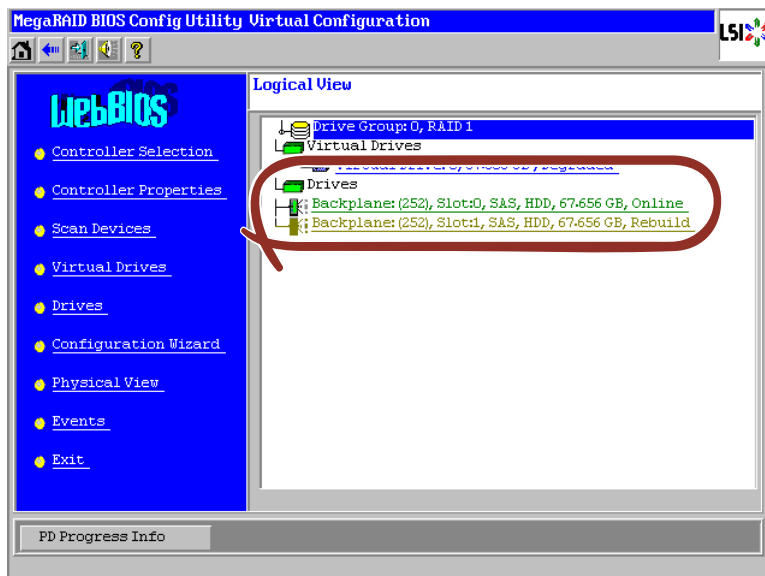 MegaRAID BIOS Config Utility Virtual Configuration
LSI
WebBIOS
Controller Selection
Controller Properties
Scan Devices
Virtual Drives
Drives
Configuration Wizard
Physical View
Events
Exit
Logical View
Drive Group: 0, RAID 1
Virtual Drives
Drives
Backplane: (252), Slot:0, SAS, HDD, 67.656 GB, Online
Backplane: (252), Slot:1, SAS, HDD, 67.656 GB, Rebuild
PD Progress Info